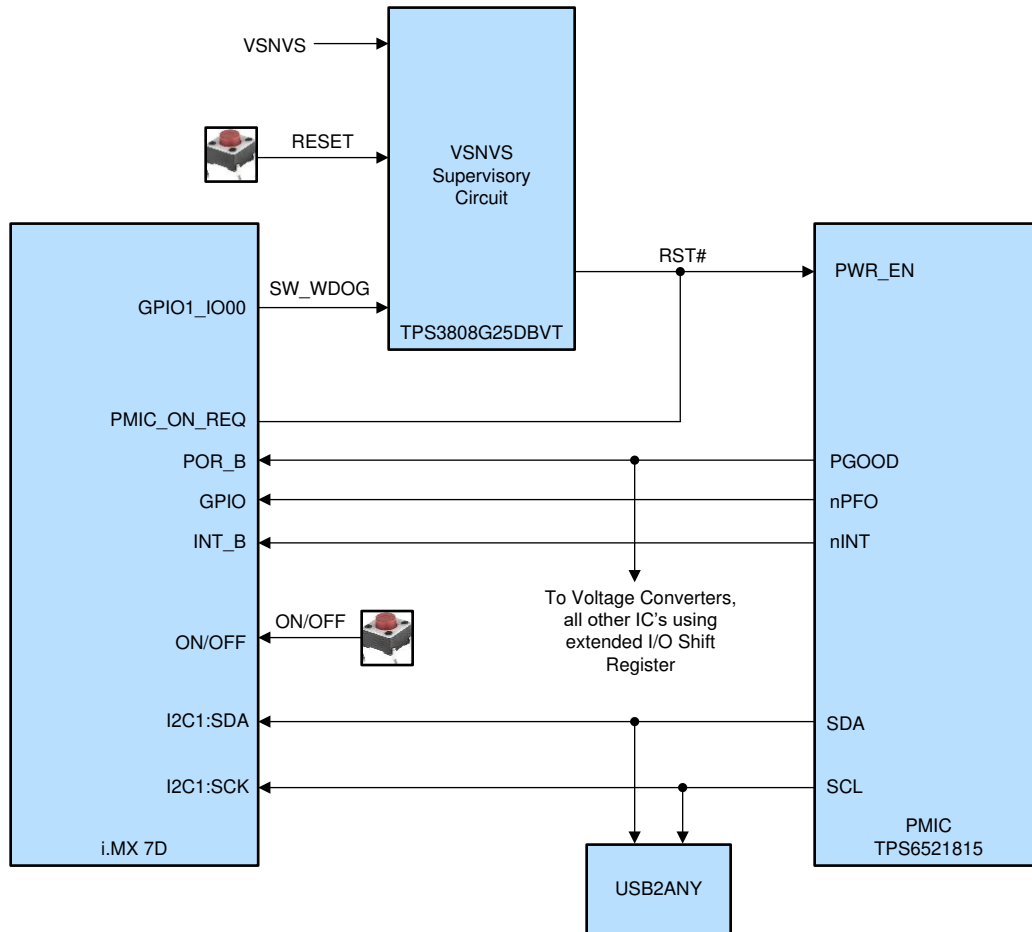 VSNVS
RESET
VSNVS
Supervisory
Circuit
RST#
PWR_EN
SW_WDOG
GPIO1_IO00
TPS3808G25DBVT
PMIC_ON_REQ
POR_B
PGOOD
GPIO
nPFO
INT_B
nINT
To Voltage Converters,
all other IC's using
extended I/O Shift
Register
ON/OFF
ON/OFF
I2C1:SDA
SDA
I2C1:SCK
SCL
i.MX 7D
PMIC
TPS6521815
USB2ANY